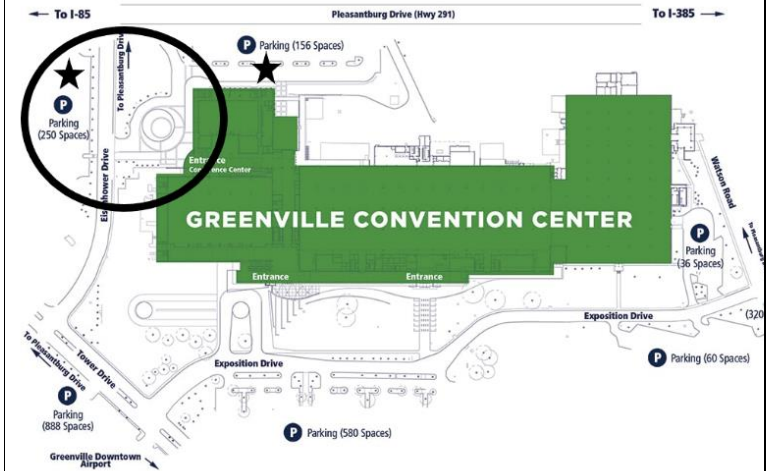 To I-85
Pleasantburg Drive (Hwy 291)
To I-385
P Parking (156 Spaces)
To Pleasantburg Drive
P
Parking
(250 Spaces)
Eisenhower Drive
Entrance
Conference Center
GREENVILLE CONVENTION CENTER
Watson Road
P
Parking
(36 Spaces)
Entrance
Entrance
Exposition Drive
(320
To Pleasantburg Drive
Tower Drive
Exposition Drive
P Parking (60 Spaces)
P
Parking
(888 Spaces)
P Parking (580 Spaces)
Greenville Downtown
Airport